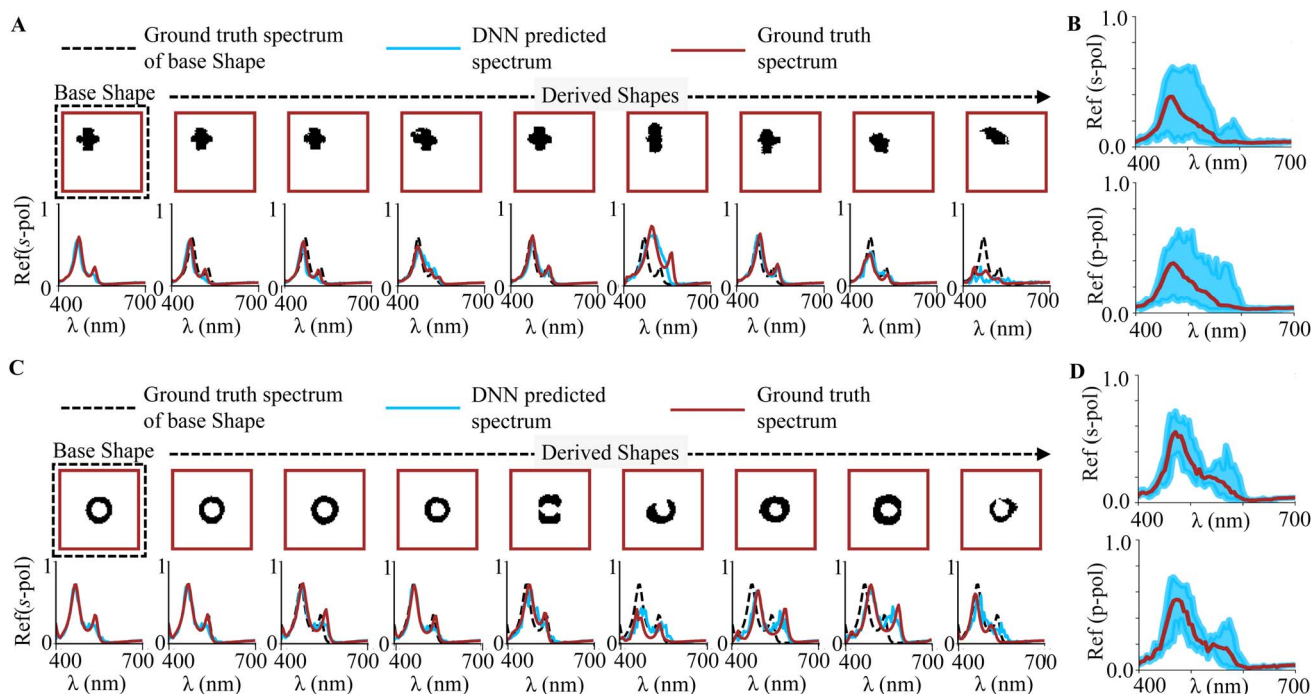 A
Ground truth spectrum
of base Shape
DNN predicted
spectrum
Ground truth
spectrum
Base Shape
Derived Shapes
Ref(s-pol)
1
0
400 700
λ (nm)
1
0
400 700
λ (nm)
1
0
400 700
λ (nm)
1
0
400 700
λ (nm)
1
0
400 700
λ (nm)
1
0
400 700
λ (nm)
1
0
400 700
λ (nm)
1
0
400 700
λ (nm)
1
0
400 700
λ (nm)
B
Ref (s-pol)
1.0
0.0
400 λ (nm) 700
Ref (p-pol)
1.0
0.0
400 λ (nm) 700
C
Ground truth spectrum
of base Shape
DNN predicted
spectrum
Ground truth
spectrum
Base Shape
Derived Shapes
Ref(s-pol)
1
0
400 700
λ (nm)
1
0
400 700
λ (nm)
1
0
400 700
λ (nm)
1
0
400 700
λ (nm)
1
0
400 700
λ (nm)
1
0
400 700
λ (nm)
1
0
400 700
λ (nm)
1
0
400 700
λ (nm)
1
0
400 700
λ (nm)
D
Ref (s-pol)
1.0
0.0
400 λ (nm) 700
Ref (p-pol)
1.0
0.0
400 λ (nm) 700